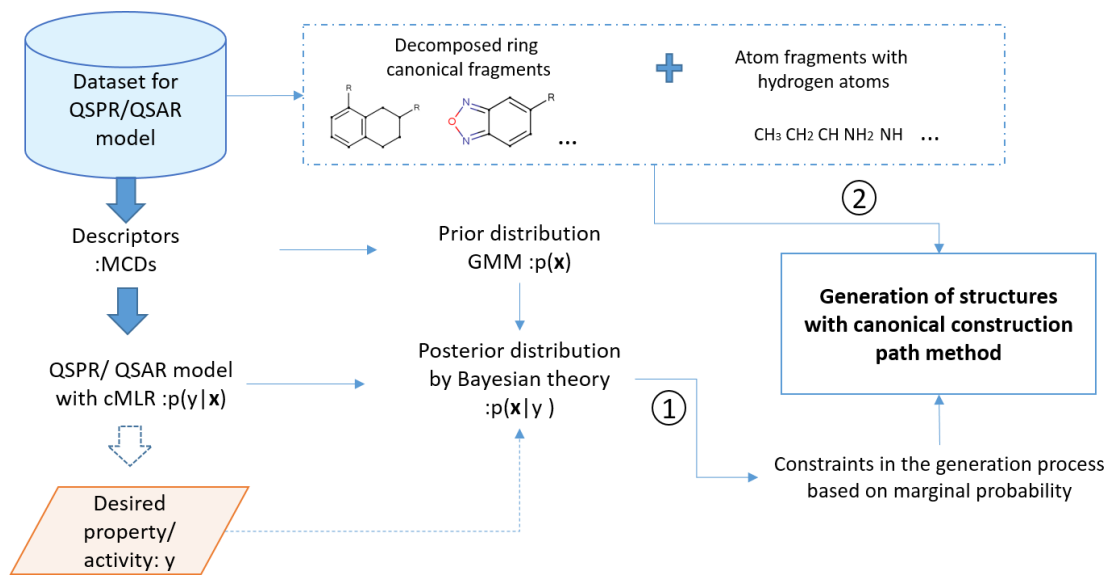 Dataset for
QSPR/QSAR
model
Decomposed ring
canonical fragments
R
R
N
O
N
R
...
Atom fragments with
hydrogen atoms
CH₃ CH₂ CH NH₂ NH ...
②
Descriptors
:MCDs
Prior distribution
GMM :p(x)
Generation of structures
with canonical construction
path method
QSPR/ QSAR model
with cMLR :p(y|x)
Posterior distribution
by Bayesian theory
:p(x|y )
①
Constraints in the generation process
based on marginal probability
Desired
property/
activity: y